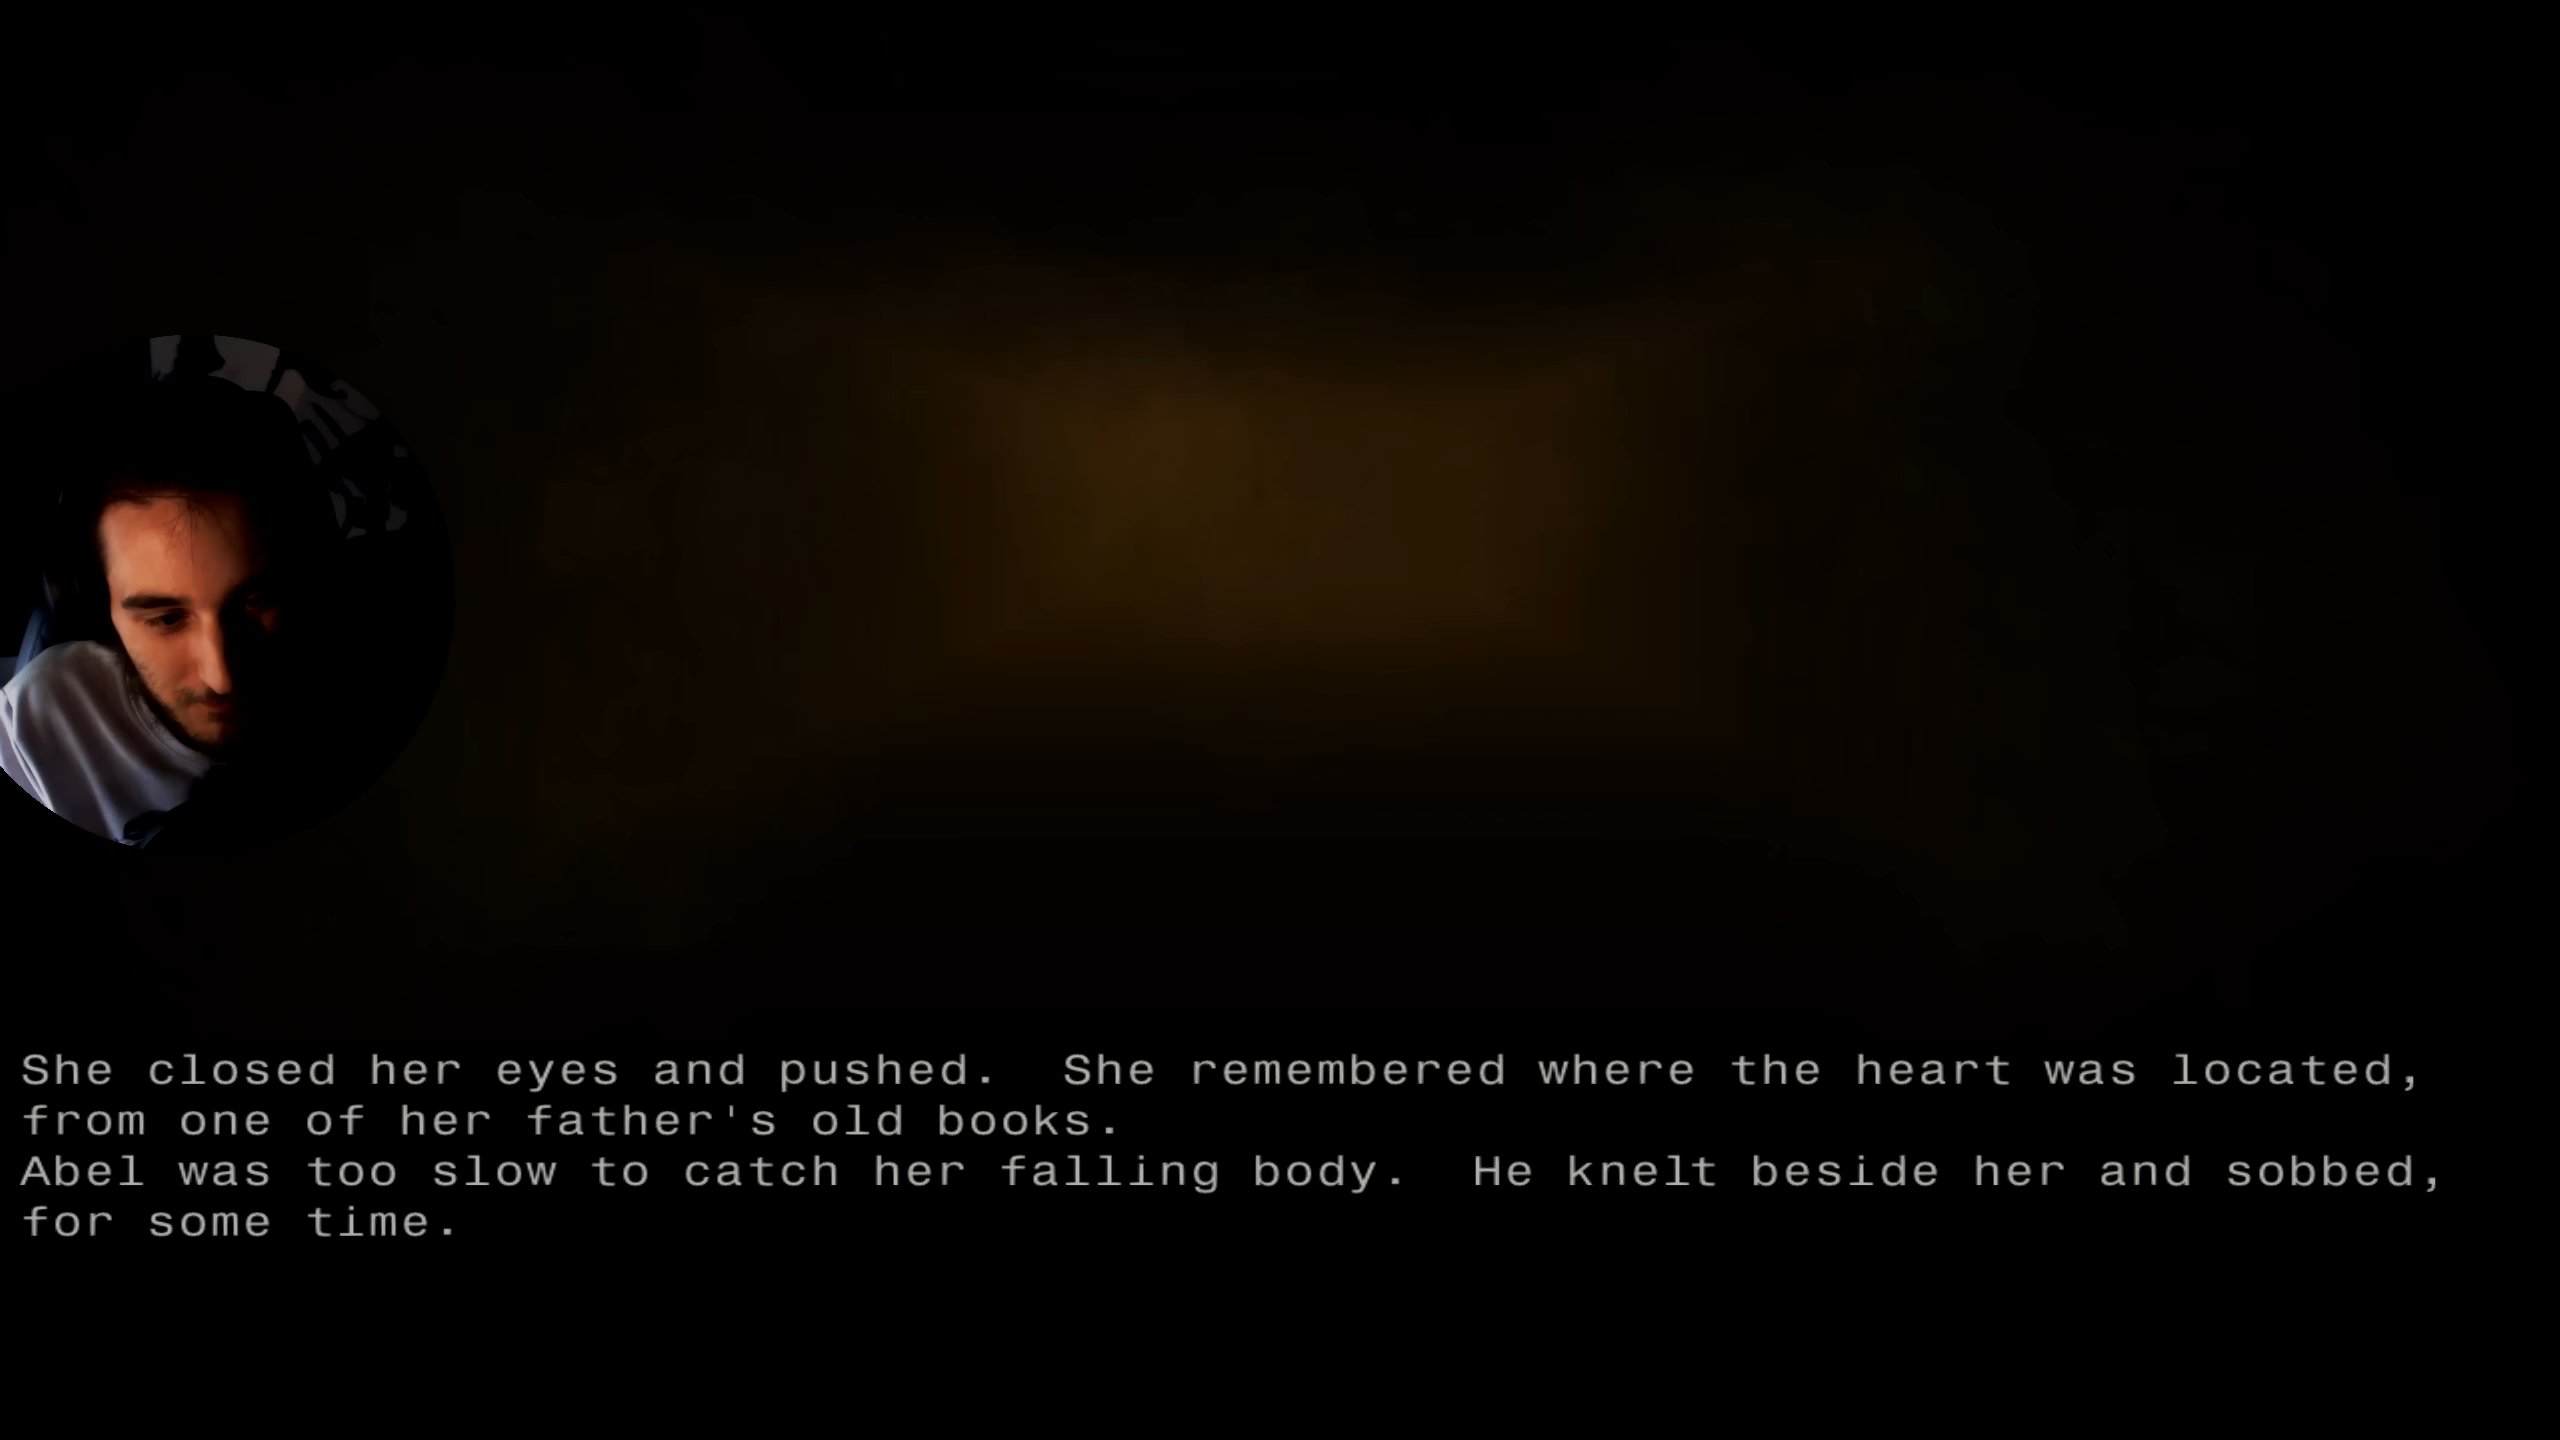 She closed her eyes and pushed.  She remembered where the heart was located,
from one of her father's old books.
Abel was too slow to catch her falling body.  He knelt beside her and sobbed,
for some time.